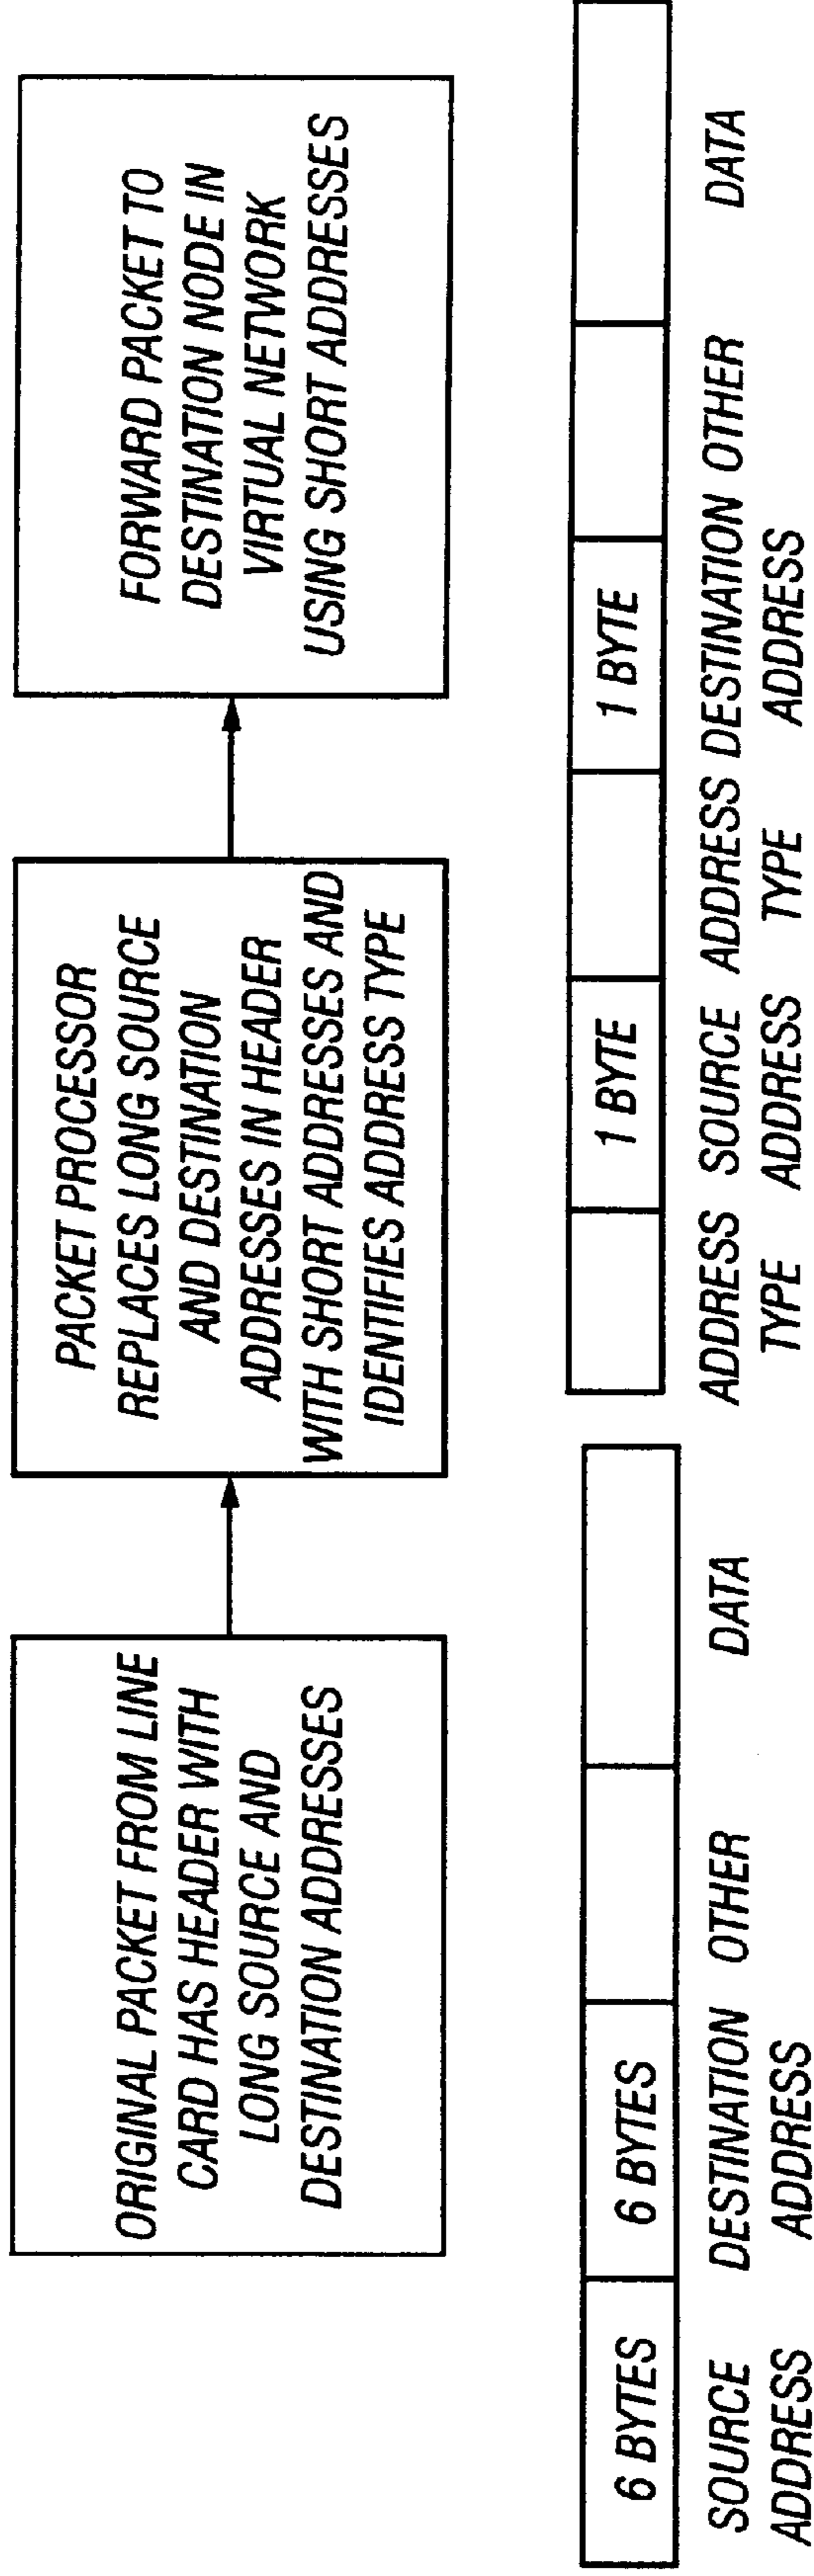 ORIGINAL PACKET FROM LINE
CARD HAS HEADER WITH
LONG SOURCE AND
DESTINATION ADDRESSES
PACKET PROCESSOR
REPLACES LONG SOURCE
AND DESTINATION
ADDRESSES IN HEADER
WITH SHORT ADDRESSES AND
IDENTIFIES ADDRESS TYPE
FORWARD PACKET TO
DESTINATION NODE IN
VIRTUAL NETWORK
USING SHORT ADDRESSES
6 BYTES 6 BYTES
SOURCE DESTINATION OTHER DATA
ADDRESS ADDRESS
1 BYTE 1 BYTE
ADDRESS SOURCE ADDRESS DESTINATION OTHER DATA
TYPE ADDRESS TYPE ADDRESS